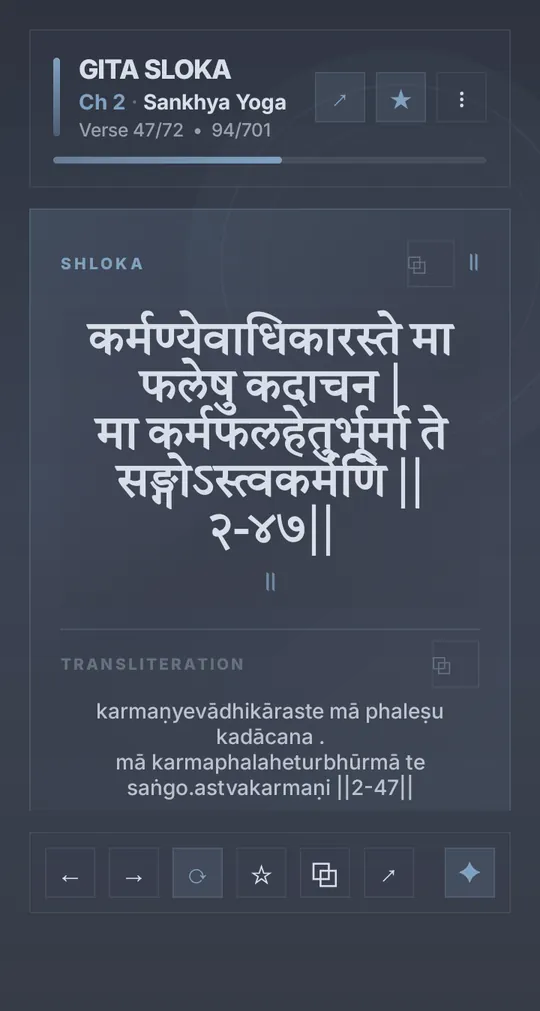 GITA SLOKA
Ch 2 · Sankhya Yoga
Verse 47/72 • 94/701
SHLOKA
॥
कर्मण्येवाधिकारस्ते मा
फलेषु कदाचन |
मा कर्मफलहेतुर्भूर्मा ते
सङ्गोऽस्त्वकर्मणि ||
२-४७||
॥
TRANSLITERATION
karmaṇyevādhikāraste mā phaleṣu
kadācana .
mā karmaphalaheturbhūrmā te
saṅgo.astvakarmaṇi ||2-47||